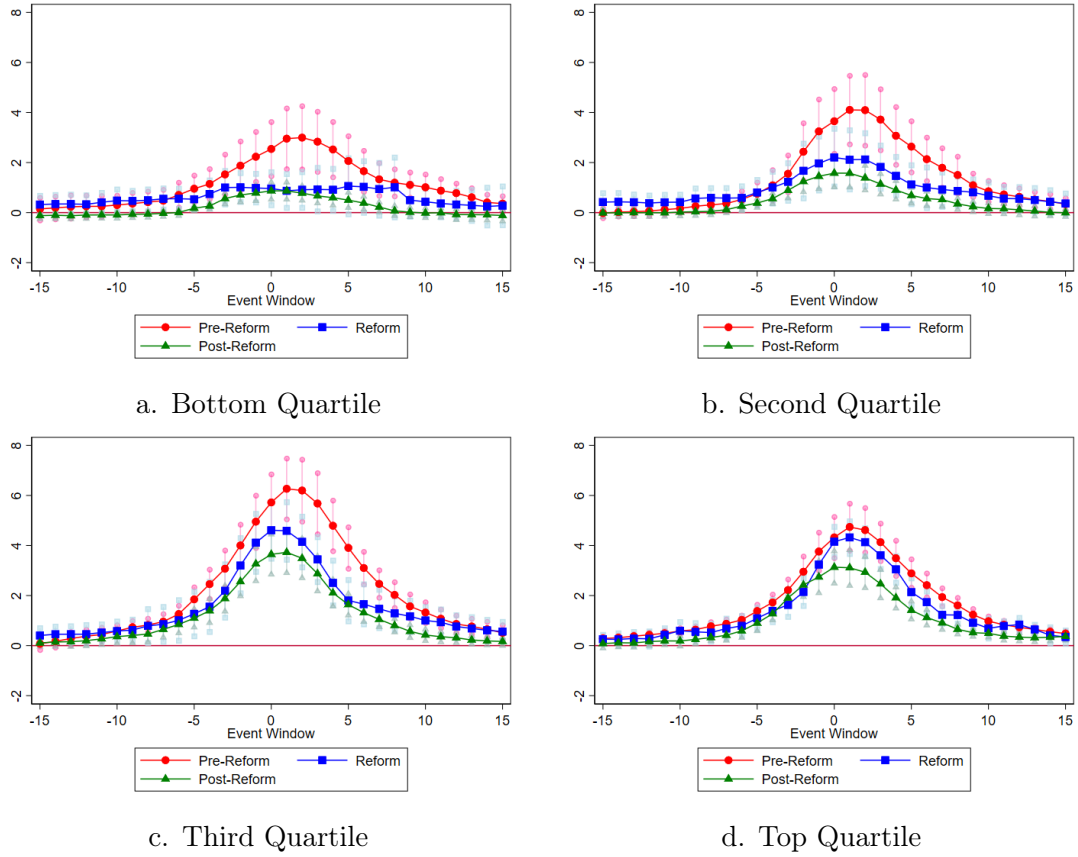 8
6
4
2
0
-2
-15 -10 -5 0 5 10 15
Event Window
Pre-Reform Reform
Post-Reform
a. Bottom Quartile
8
6
4
2
0
-2
-15 -10 -5 0 5 10 15
Event Window
Pre-Reform Reform
Post-Reform
b. Second Quartile
8
6
4
2
0
-2
-15 -10 -5 0 5 10 15
Event Window
Pre-Reform Reform
Post-Reform
c. Third Quartile
8
6
4
2
0
-2
-15 -10 -5 0 5 10 15
Event Window
Pre-Reform Reform
Post-Reform
d. Top Quartile